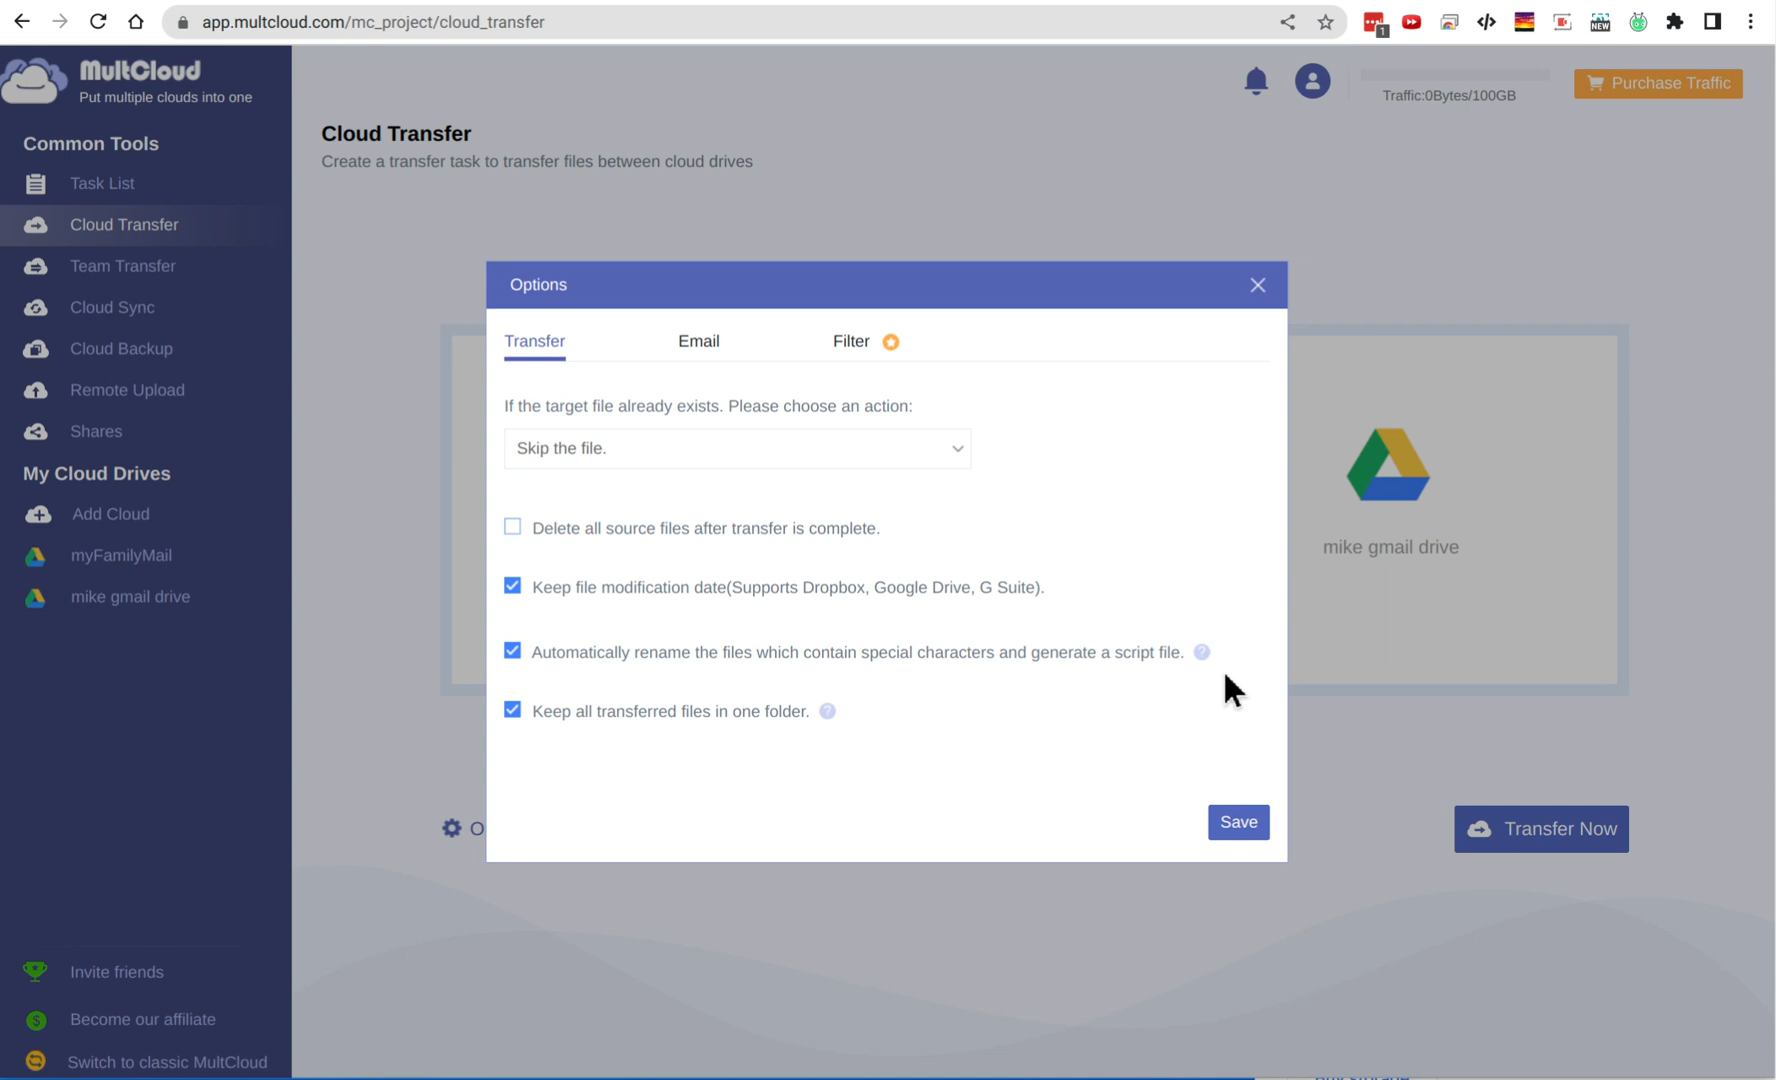 app.multcloud.com/mc_project/cloud_transfer
1
NEW
MultCloud
Put multiple clouds into one
Traffic:0Bytes/100GB
Purchase Traffic
Common Tools
Task List
Cloud Transfer
Team Transfer
Cloud Sync
Cloud Backup
Remote Upload
Shares
My Cloud Drives
Add Cloud
myFamilyMail
mike gmail drive
Invite friends
$
Become our affiliate
Switch to classic MultCloud
Cloud Transfer
Create a transfer task to transfer files between cloud drives
Options
Transfer
Email
Filter
If the target file already exists. Please choose an action:
Skip the file.
Delete all source files after transfer is complete.
Keep file modification date(Supports Dropbox, Google Drive, G Suite).
Automatically rename the files which contain special characters and generate a script file. ?
Keep all transferred files in one folder. ?
Save
mike gmail drive
O
Transfer Now